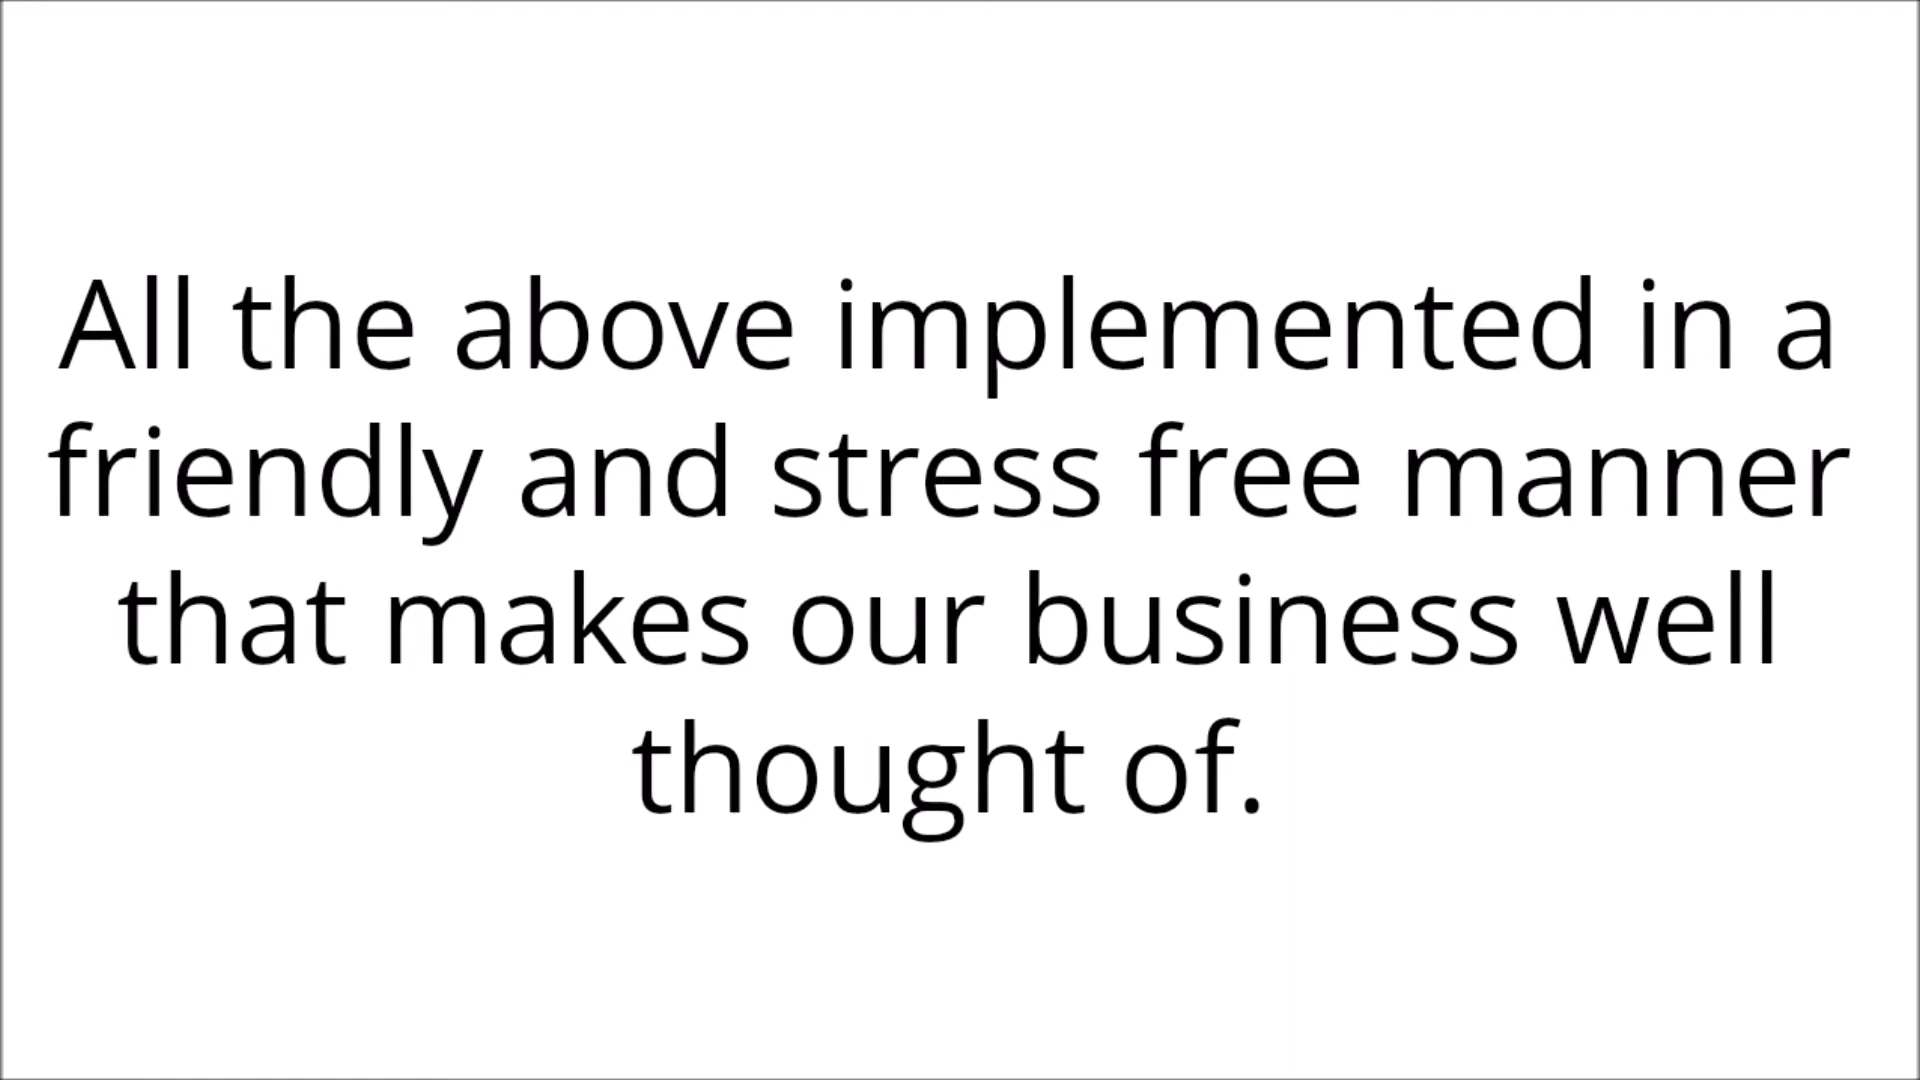 All the above implemented in a
friendly and stress free manner
that makes our business well
thought of.